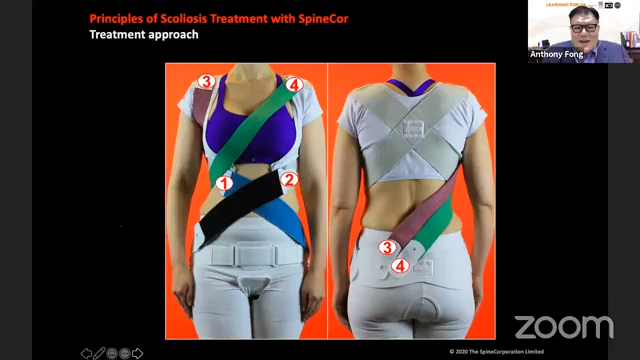 Principles of Scoliosis Treatment with SpineCor
Treatment approach
LEARNING FORUM
Anthony Fong
3
4
1
2
3
4
zoom
© 2020 The SpineCorporation Limited